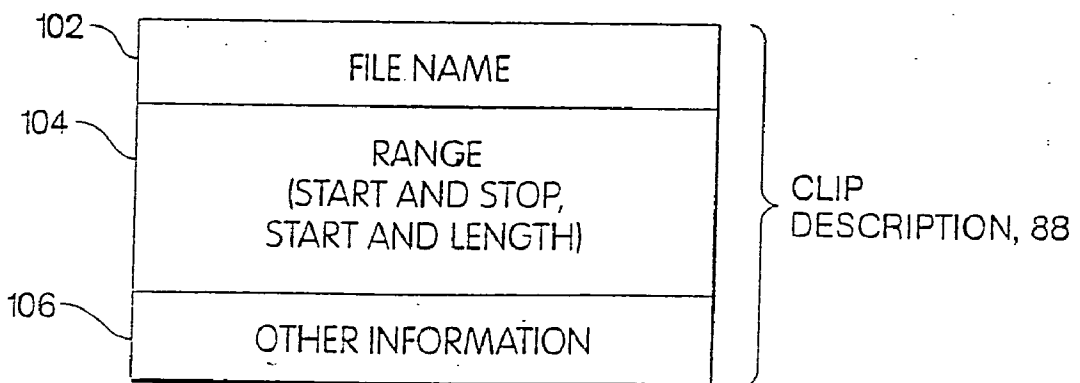 102
FILE NAME
104
RANGE
(START AND STOP,
START AND LENGTH)
CLIP
DESCRIPTION, 88
106
OTHER INFORMATION